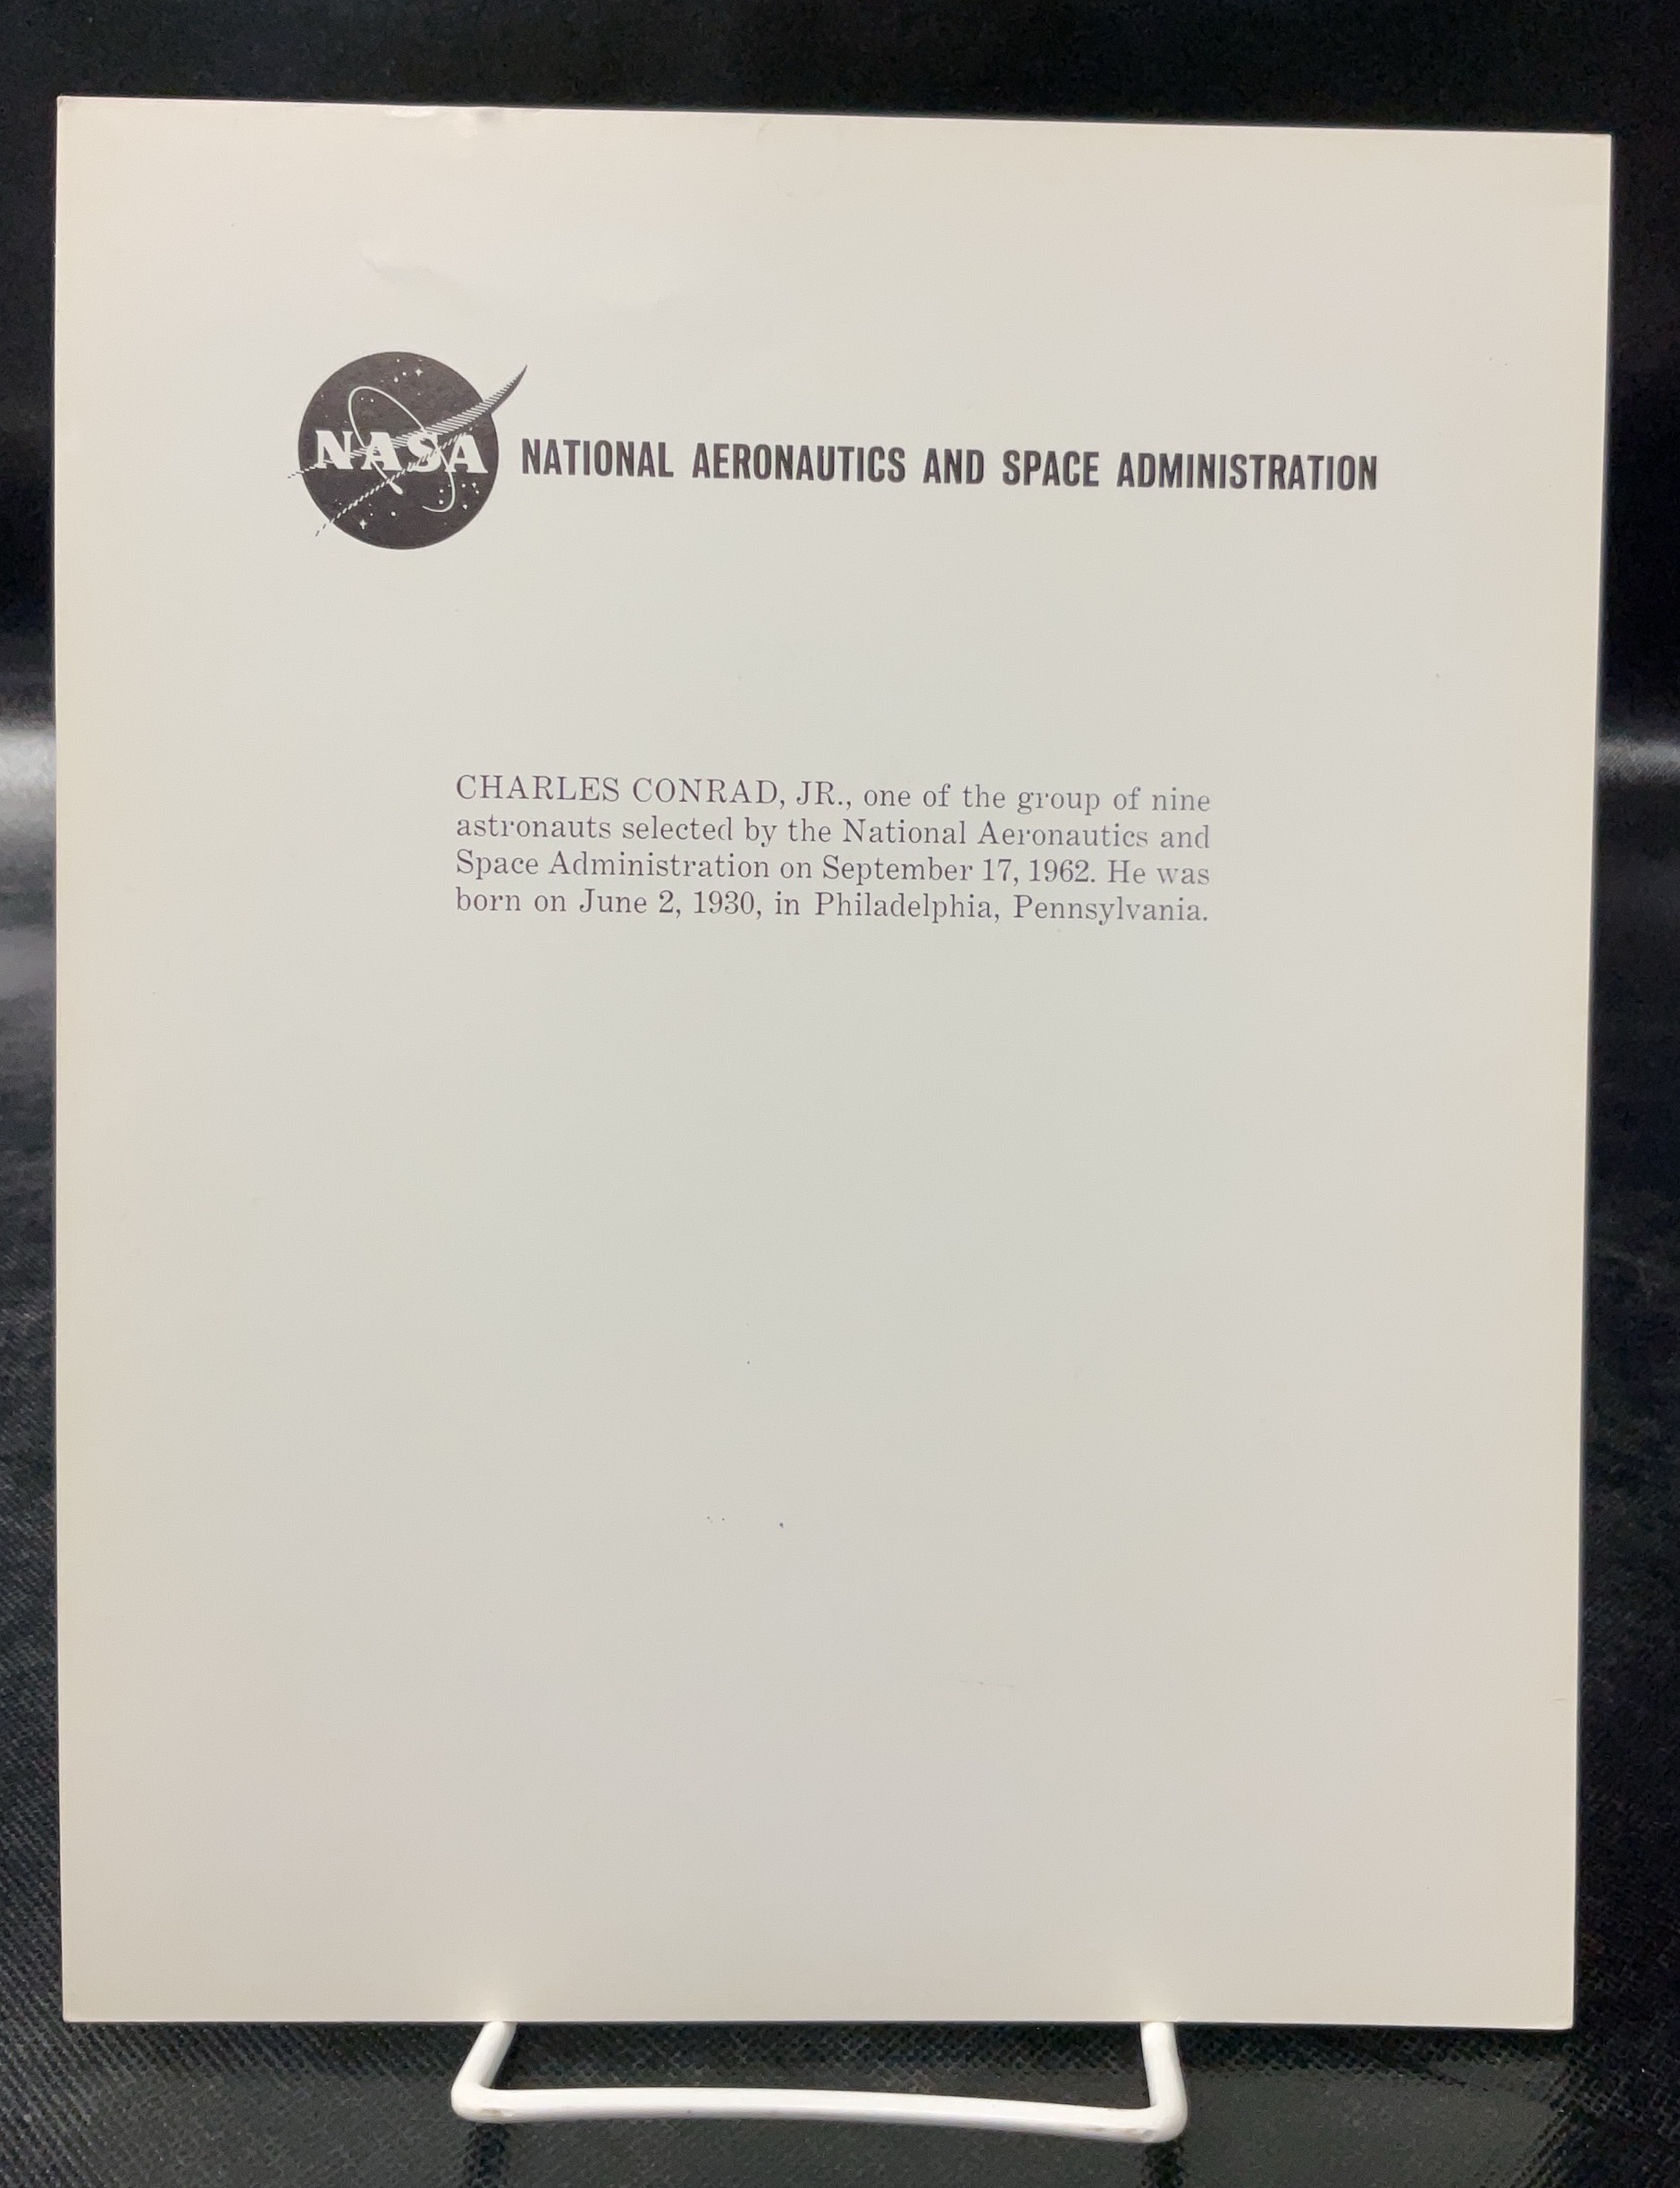 NASA NATIONAL AERONAUTICS AND SPACE ADMINISTRATION
CHARLES CONRAD, JR., one of the group of nine
astronauts selected by the National Aeronautics and
Space Administration on September 17, 1962. He was
born on June 2, 1930, in Philadelphia, Pennsylvania.